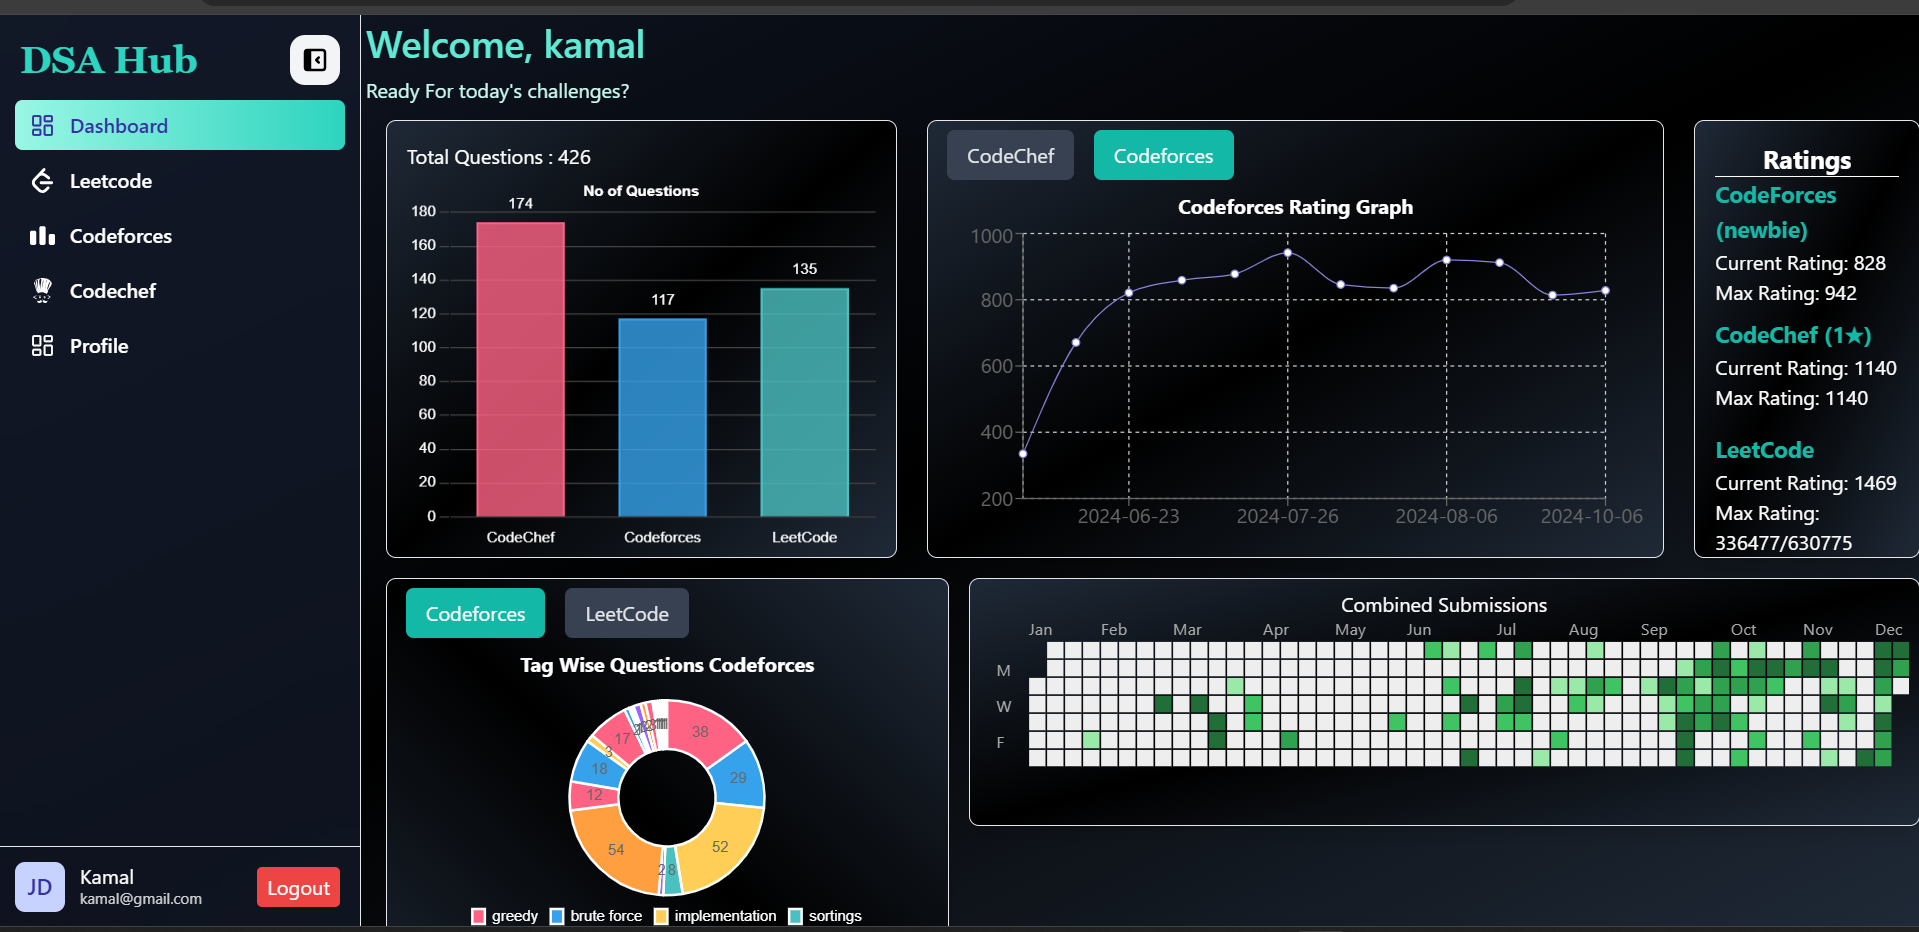 DSA Hub
Dashboard
Leetcode
Codeforces
Codechef
Profile
JD
Kamal
kamal@gmail.com
Logout
Welcome, kamal
Ready For today's challenges?
Total Questions : 426
No of Questions
180
160
140
120
100
80
60
40
20
0
174
117
135
CodeChef
Codeforces
LeetCode
CodeChef
Codeforces
Codeforces Rating Graph
1000
800
600
400
200
2024-06-23
2024-07-26
2024-08-06
2024-10-06
Ratings
CodeForces
(newbie)
Current Rating: 828
Max Rating: 942
CodeChef (1★)
Current Rating: 1140
Max Rating: 1140
LeetCode
Current Rating: 1469
Max Rating:
336477/630775
Codeforces
LeetCode
Tag Wise Questions Codeforces
38
29
52
8
2
54
12
18
3
17
greedy
brute force
implementation
sortings
Combined Submissions
Jan Feb Mar Apr May Jun Jul Aug Sep Oct Nov Dec
M
W
F